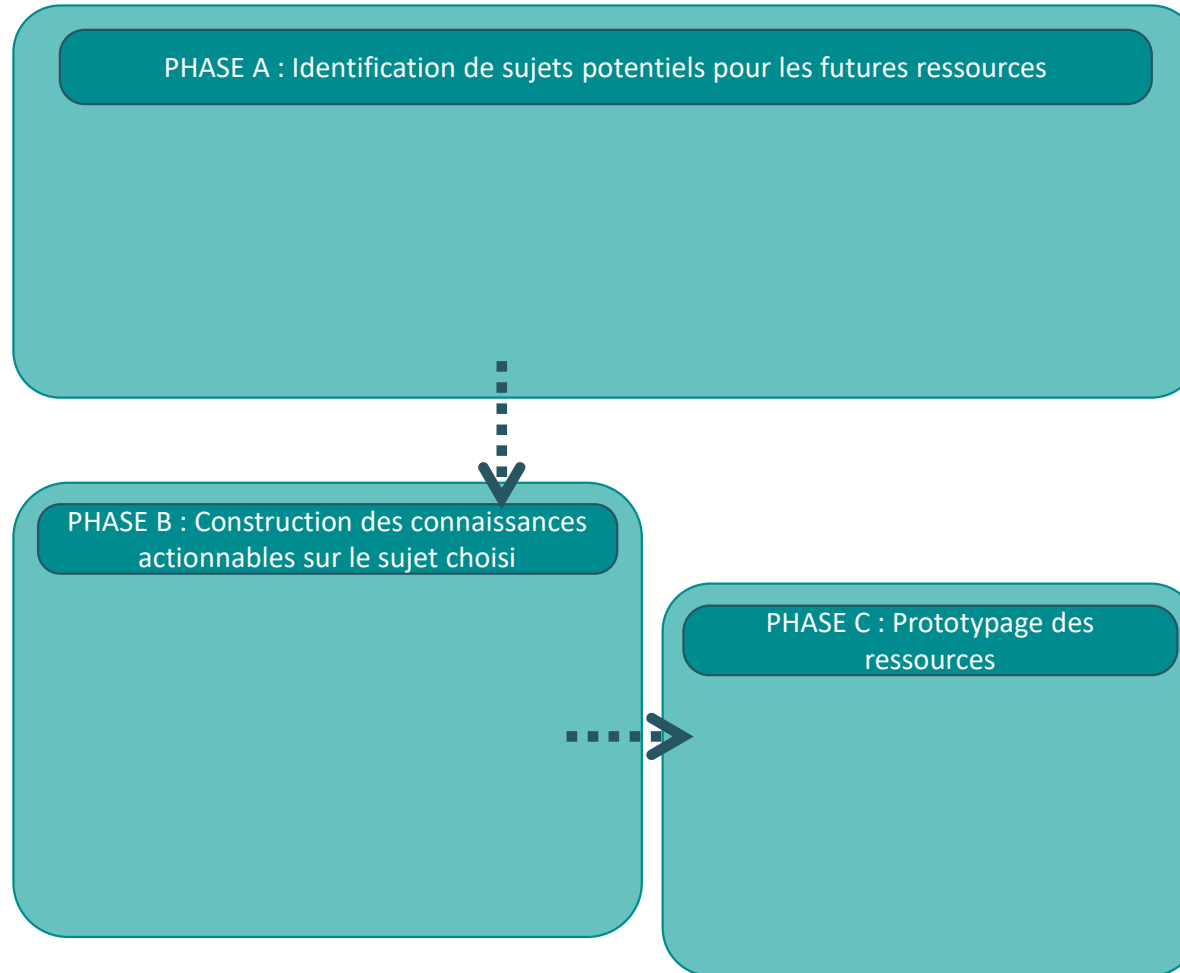 PHASE A : Identification de sujets potentiels pour les futures ressources
PHASE B : Construction des connaissances
actionnables sur le sujet choisi
PHASE C : Prototypage des
ressources